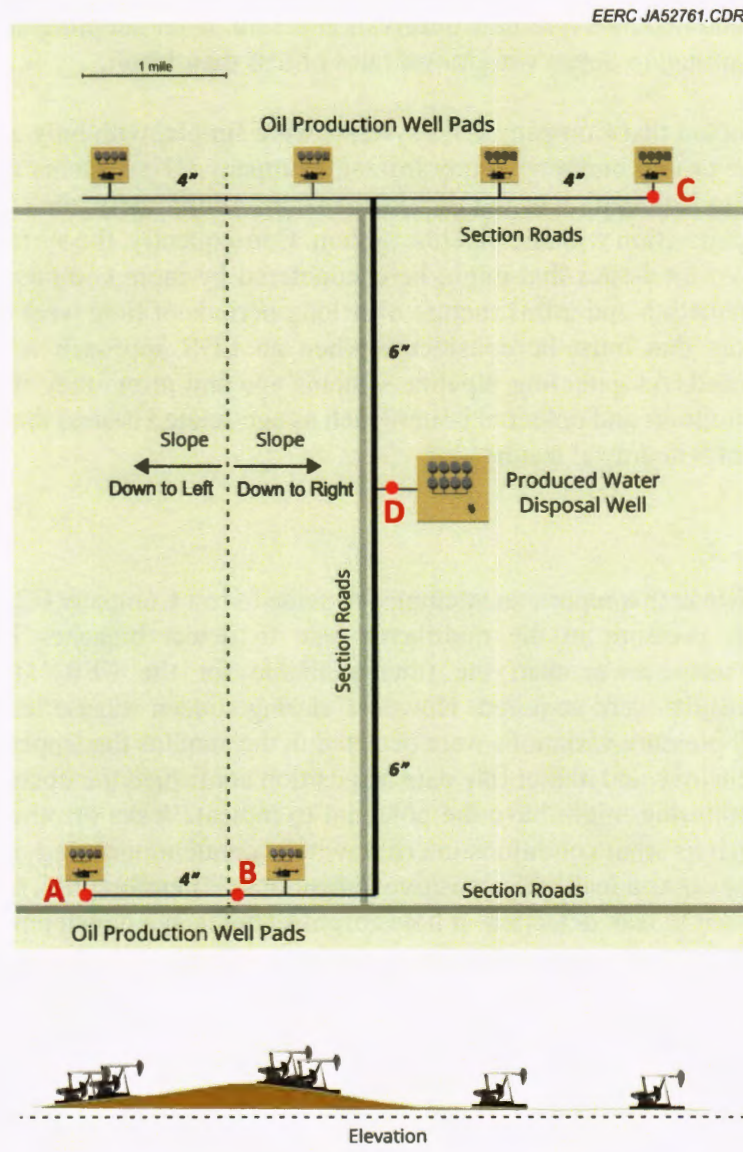 EERC JA52761.CDR
1 mile
Oil Production Well Pads
4"
4"
C
Section Roads
6"
Slope
Slope
Down to Left
Down to Right
Produced Water
Disposal Well
D
Section Roads
6"
A
4"
B
Section Roads
Oil Production Well Pads
Elevation